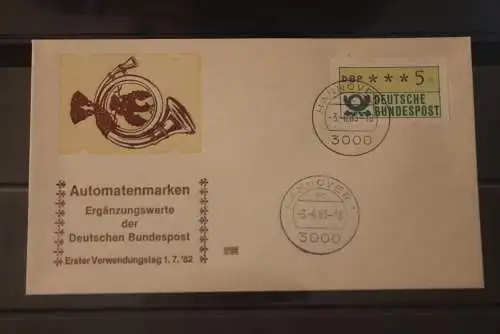 DBP ***5*
DEUTSCHE
BUNDESPOST
HANNOVER
3000
Automatenmarken
Ergänzungswerte
der
Deutschen Bundespost
Erster Verwendungstag 1. 7. '82
HANNOVER
3000